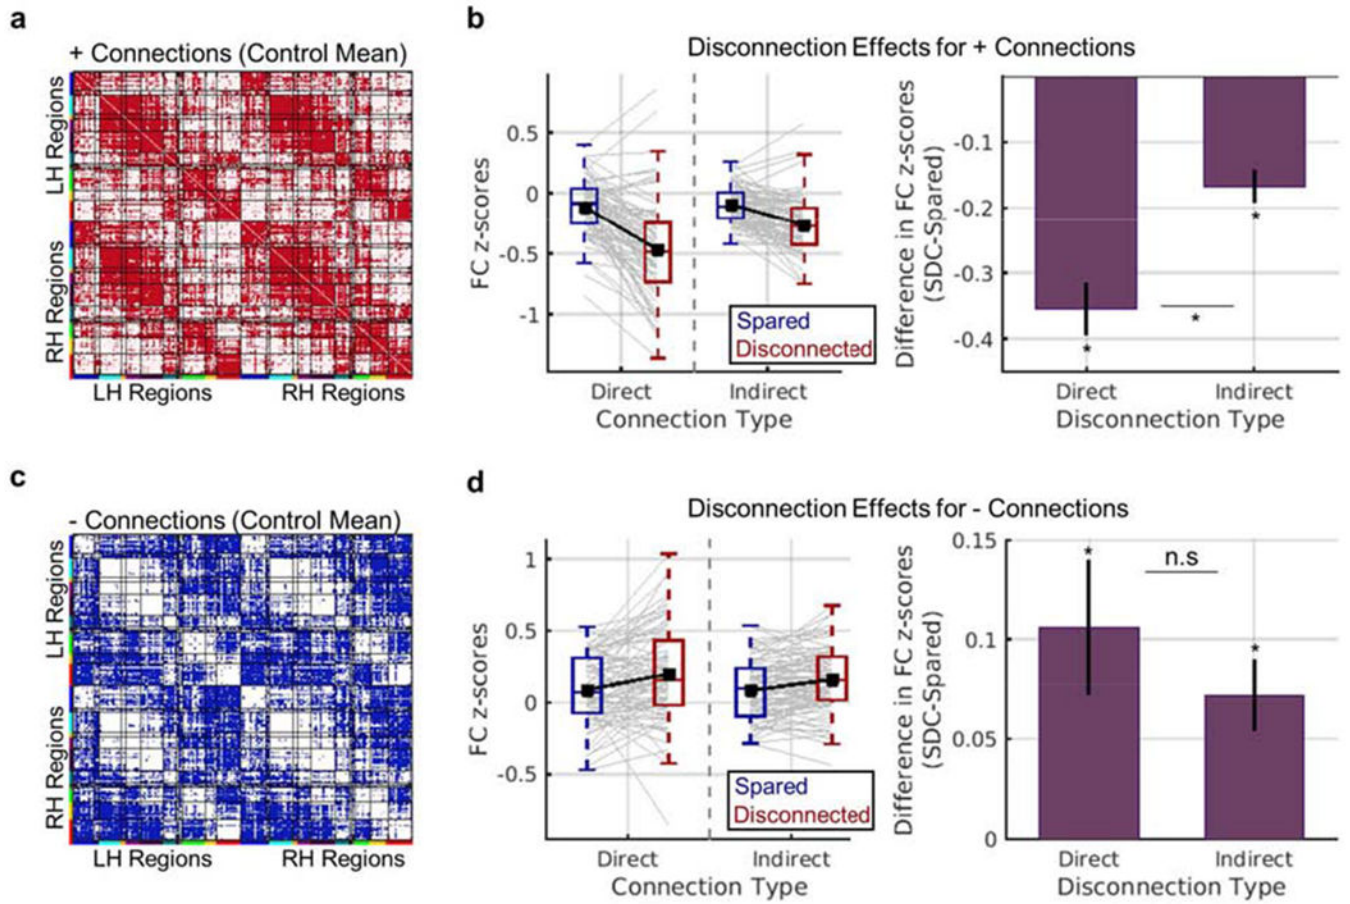 a
+ Connections (Control Mean)
LH Regions
RH Regions
LH Regions
RH Regions
b
Disconnection Effects for + Connections
FC z-scores
0.5
0
-0.5
-1
Spared
Disconnected
Direct
Indirect
Connection Type
Difference in FC z-scores
(SDC-Spared)
-0.1
-0.2
-0.3
-0.4
*
*
*
Direct
Indirect
Disconnection Type
c
- Connections (Control Mean)
LH Regions
RH Regions
LH Regions
RH Regions
d
Disconnection Effects for - Connections
FC z-scores
1
0.5
0
-0.5
Spared
Disconnected
Direct
Indirect
Connection Type
Difference in FC z-scores
(SDC-Spared)
0.15
0.1
0.05
0
*
n.s
*
Direct
Indirect
Disconnection Type